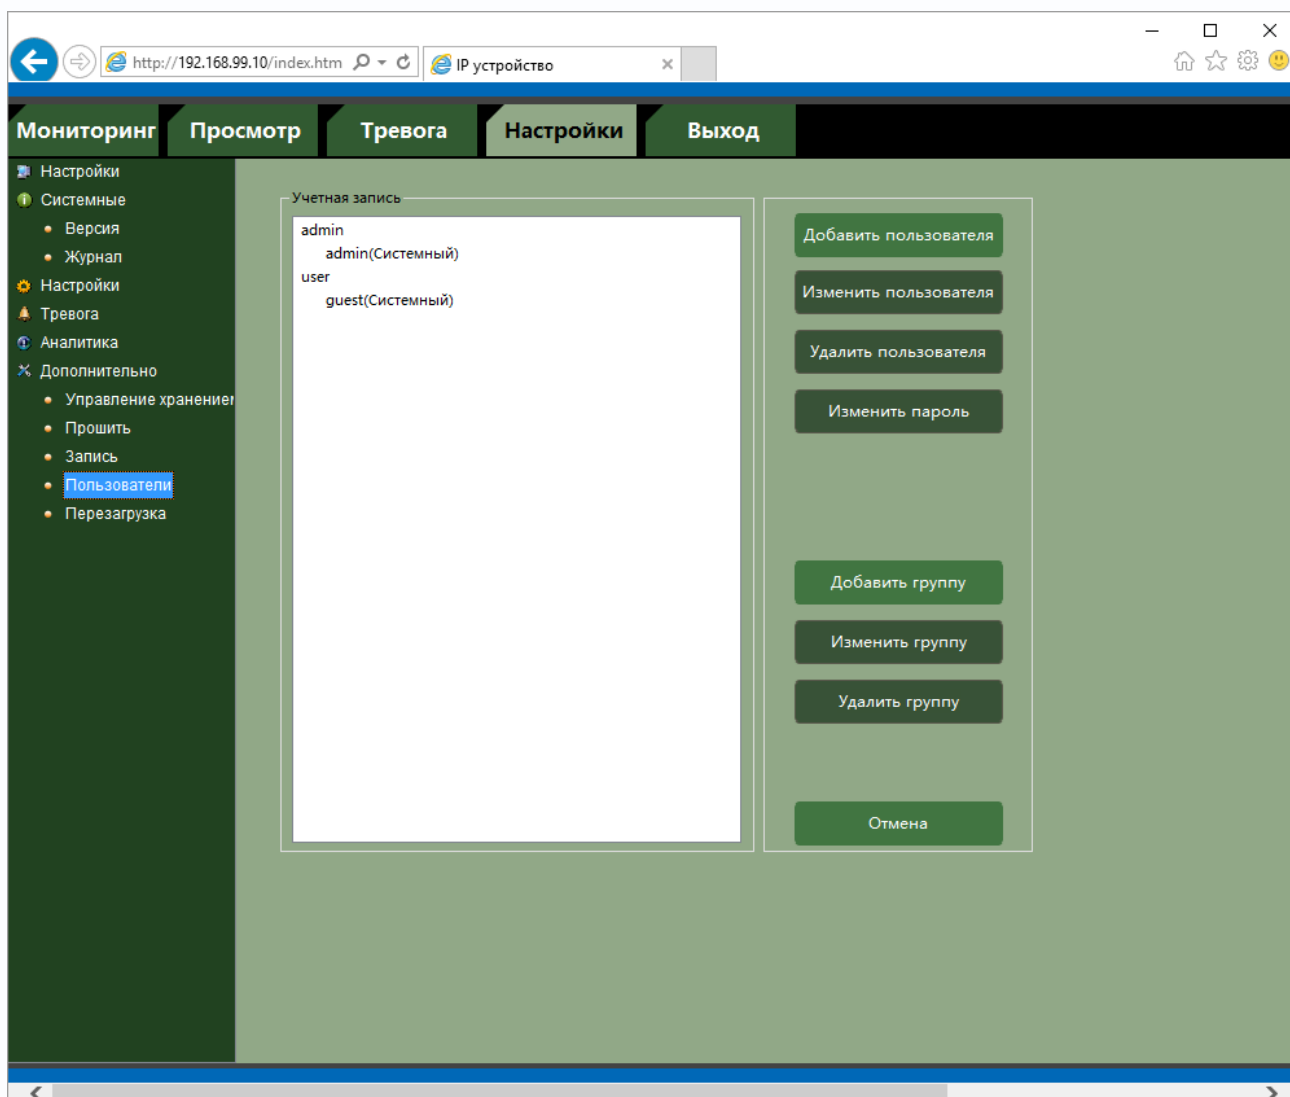 http://192.168.99.10/index.htm
IP устройство
Мониторинг Просмотр Тревога Настройки Выход
Настройки
Системные
Версия
Журнал
Настройки
Тревога
Аналитика
Дополнительно
Управление хранением
Прошить
Запись
Пользователи
Перезагрузка
Учетная запись
admin
admin(Системный)
user
guest(Системный)
Добавить пользователя
Изменить пользователя
Удалить пользователя
Изменить пароль
Добавить группу
Изменить группу
Удалить группу
Отмена